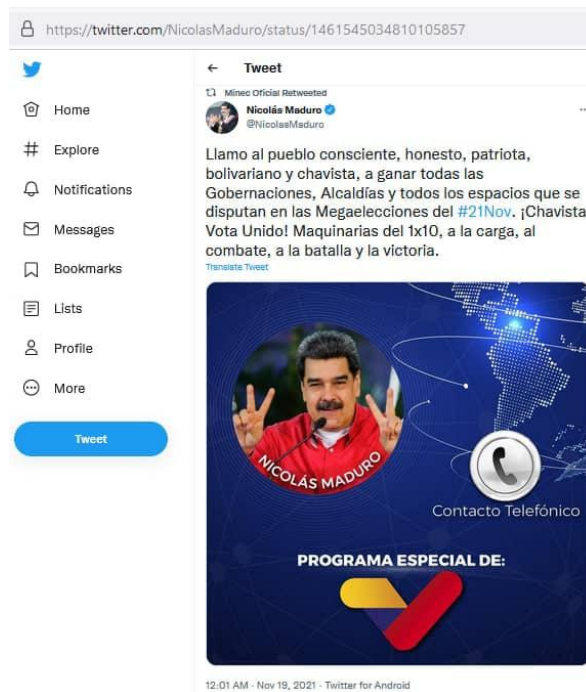 https://twitter.com/NicolasMaduro/status/1461545034810105857
Home
Explore
Notifications
Messages
Bookmarks
Lists
Profile
More
Tweet
Tweet
Minec Oficial Retweeted
Nicolás Maduro
@NicolasMaduro
Llamo al pueblo consciente, honesto, patriota,
bolivariano y chavista, a ganar todas las
Gobernaciones, Alcaldías y todos los espacios que se
disputan en las Megaelecciones del #21Nov. ¡Chavista
Vota Unido! Maquinarias del 1x10, a la carga, al
combate, a la batalla y la victoria.
Translate Tweet
NICOLÁS MADURO
Contacto Telefónico
PROGRAMA ESPECIAL DE:
12:01 AM · Nov 19, 2021 · Twitter for Android